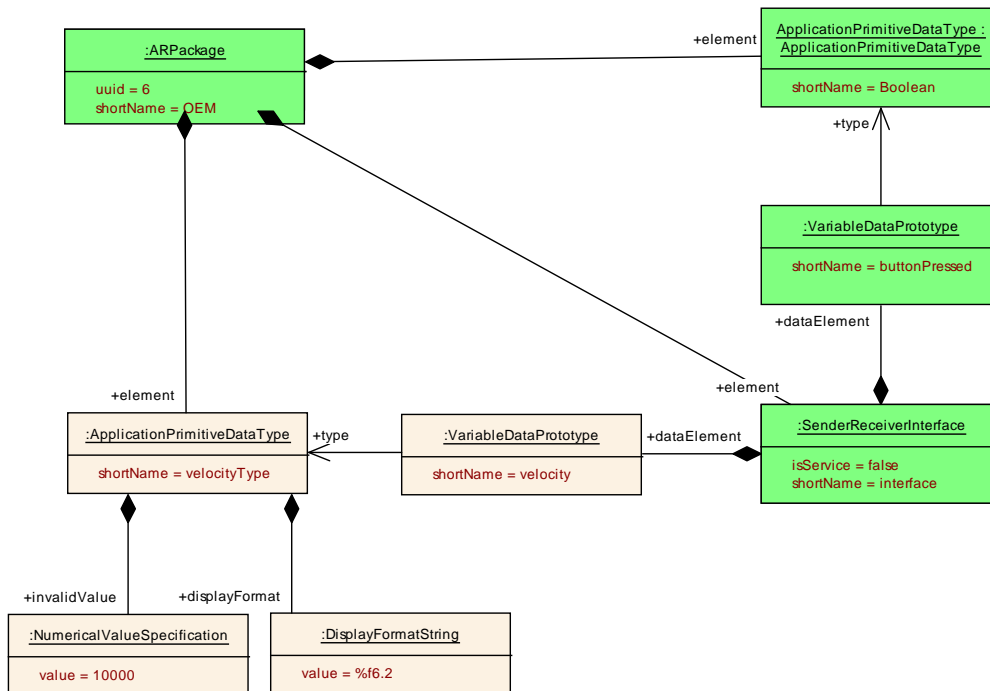 :ARPackage
uuid = 6
shortName = OEM
+element
ApplicationPrimitiveDataType :
ApplicationPrimitiveDataType
shortName = Boolean
+type
:VariableDataPrototype
shortName = buttonPressed
+dataElement
+element
+element
:ApplicationPrimitiveDataType
shortName = velocityType
+type
:VariableDataPrototype
shortName = velocity
+dataElement
:SenderReceiverInterface
isService = false
shortName = interface
+invalidValue
+displayFormat
:NumericalValueSpecification
value = 10000
:DisplayFormatString
value = %f6.2